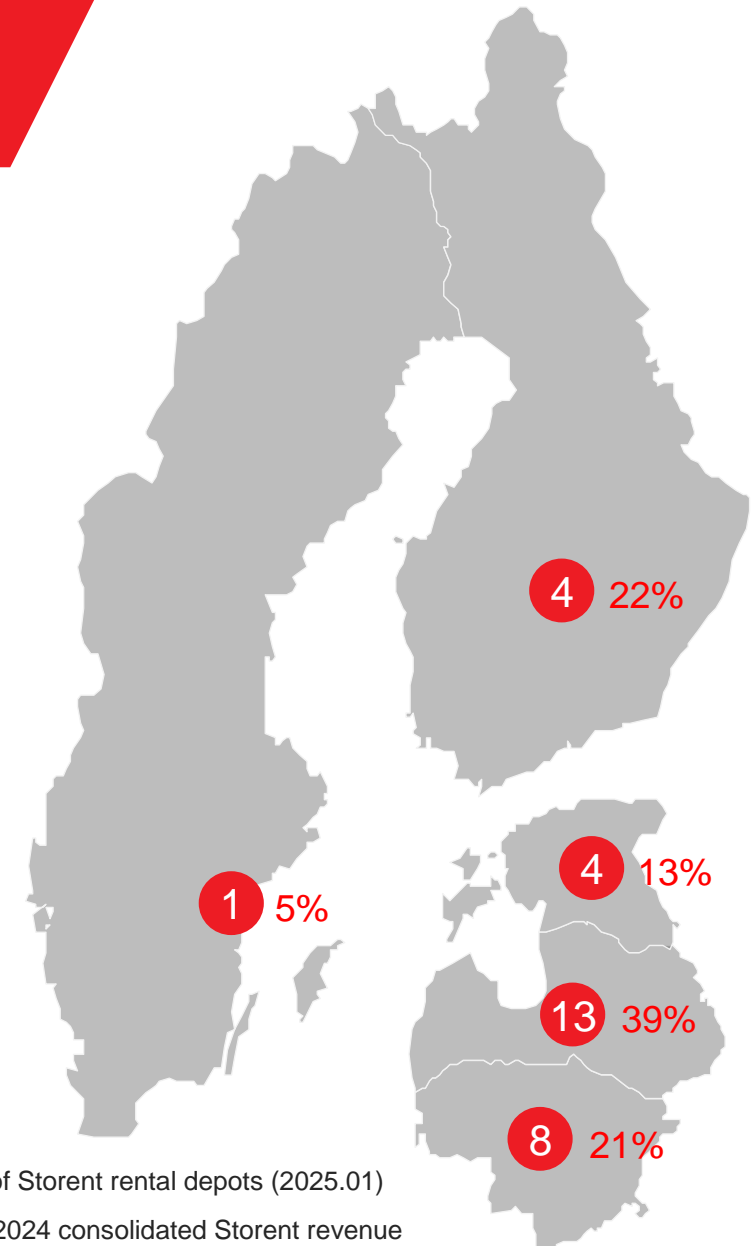 4 22%
4 13%
1 5%
13 39%
8 21%
of Storent rental depots (2025.01)
2024 consolidated Storent revenue